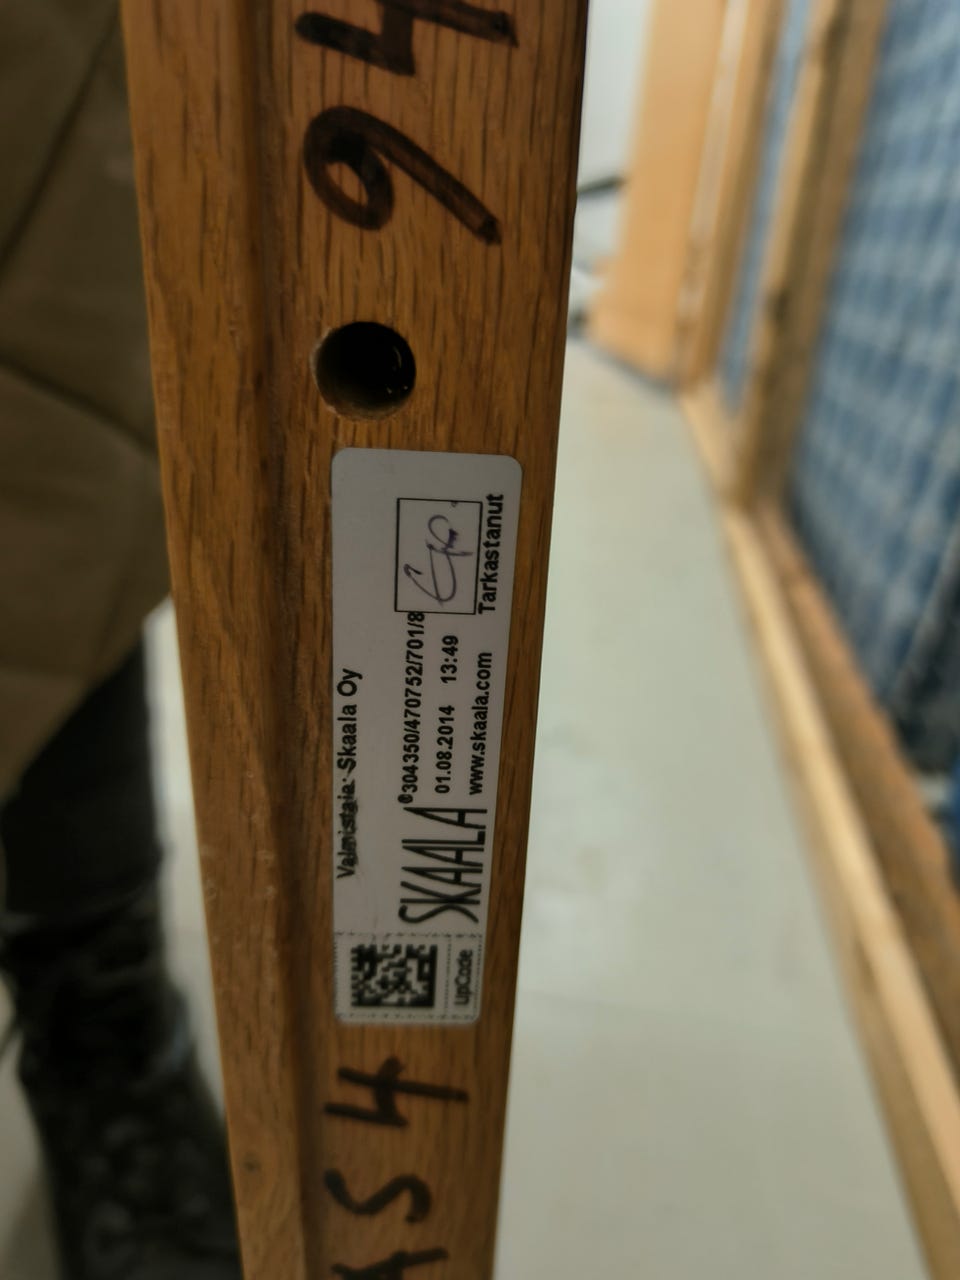 AS4
Valmistaja: Skaala Oy
SKAALA®
304350/470752/701/8
01.08.2014 13:49
www.skaala.com
Tarkastanut
UpCode
94